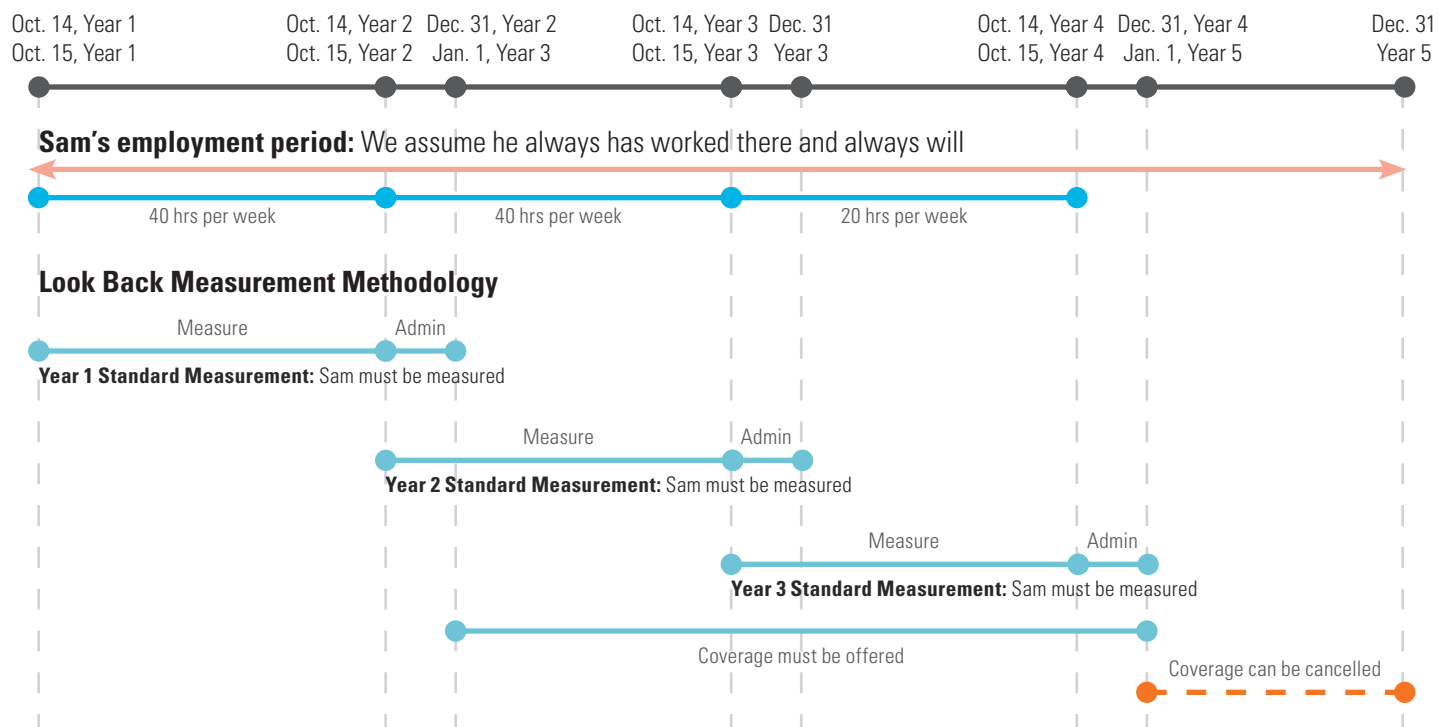 Oct. 14, Year 1 Oct. 14, Year 2 Dec. 31, Year 2 Oct. 14, Year 3 Dec. 31 Oct. 14, Year 4 Dec. 31, Year 4 Dec. 31
Oct. 15, Year 1 Oct. 15, Year 2 Jan. 1, Year 3 Oct. 15, Year 3 Year 3 Oct. 15, Year 4 Jan. 1, Year 5 Year 5
Sam's employment period: We assume he always has worked there and always will
40 hrs per week 40 hrs per week 20 hrs per week
Look Back Measurement Methodology
Measure Admin
Year 1 Standard Measurement: Sam must be measured
Measure Admin
Year 2 Standard Measurement: Sam must be measured
Measure Admin
Year 3 Standard Measurement: Sam must be measured
Coverage must be offered
Coverage can be cancelled